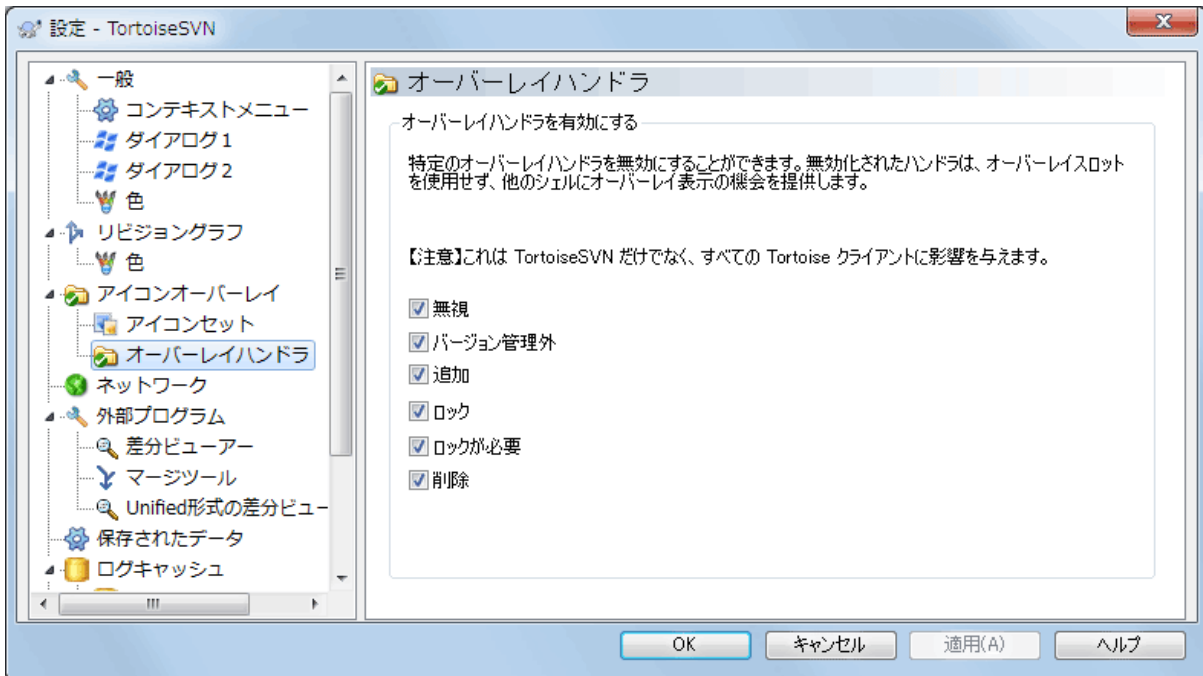 設定 - TortoiseSVN
一般
コンテキストメニュー
ダイアログ1
ダイアログ2
色
リビジョングラフ
色
アイコンオーバーレイ
アイコンセット
オーバーレイハンドラ
ネットワーク
外部プログラム
差分ビューアー
マージツール
Unified形式の差分ビュー
保存されたデータ
ログキャッシュ
オーバーレイハンドラ
オーバーレイハンドラを有効にする
特定のオーバーレイハンドラを無効にすることができます。無効化されたハンドラは、オーバーレイスロット
を使用せず、他のシェルにオーバーレイ表示の機会を提供します。
【注意】これは TortoiseSVN だけでなく、すべての Tortoise クライアントに影響を与えます。
無視
バージョン管理外
追加
ロック
ロックが必要
削除
OK
キャンセル
適用(A)
ヘルプ